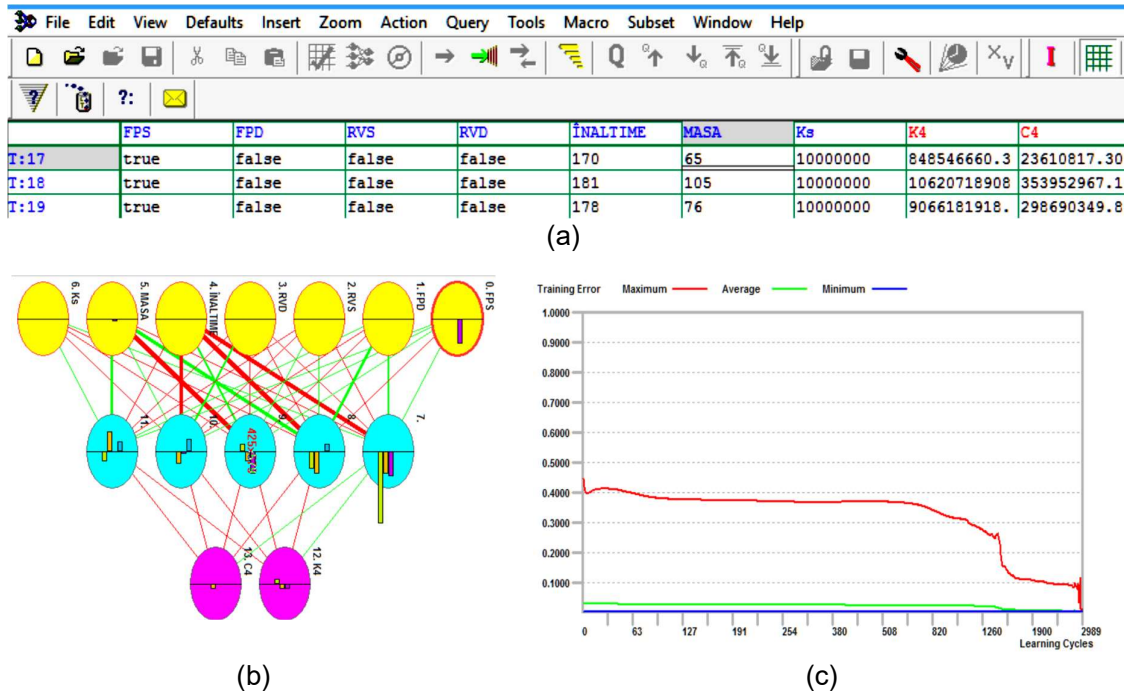 File Edit View Defaults Insert Zoom Action Query Tools Macro Subset Window Help
FPS FPD RVS RVD ÎNALTIME MASA Ks K4 C4
T:17 true false false false 170 65 10000000 848546660.3 23610817.30
T:18 true false false false 181 105 10000000 10620718908 353952967.1
T:19 true false false false 178 76 10000000 9066181918. 298690349.8
(a)
6. Ks
5. MASA
4. ÎNALTIME
3. RVD
2. RVS
1. FPD
0. FPS
11.
10.
9.
8.
7.
13. C4
12. K4
(b)
Training Error Maximum Average Minimum
1.0000
0.9000
0.8000
0.7000
0.6000
0.5000
0.4000
0.3000
0.2000
0.1000
0 63 127 191 254 380 508 820 1260 1900 2989
Learning Cycles
(c)